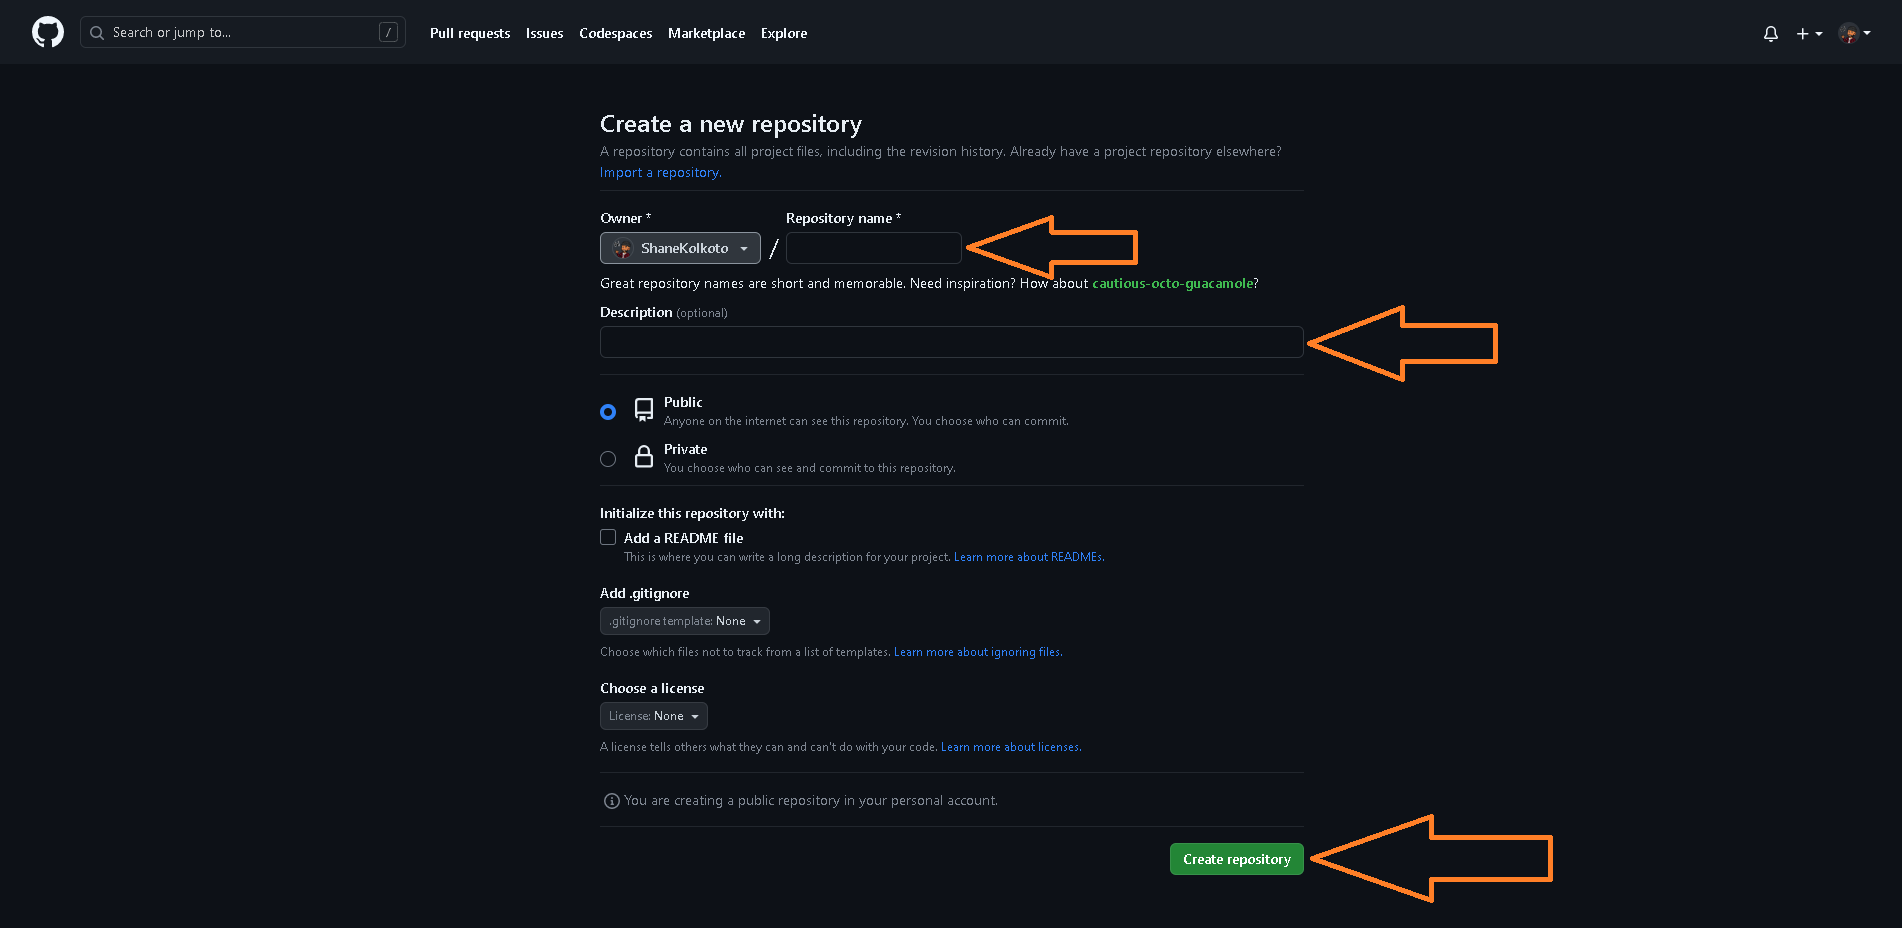 Search or jump to... /
Pull requests Issues Codespaces Marketplace Explore
Create a new repository
A repository contains all project files, including the revision history. Already have a project repository elsewhere?
Import a repository.
Owner * Repository name *
ShaneKolkoto /
Great repository names are short and memorable. Need inspiration? How about cautious-octo-guacamole?
Description (optional)
Public
Anyone on the internet can see this repository. You choose who can commit.
Private
You choose who can see and commit to this repository.
Initialize this repository with:
Add a README file
This is where you can write a long description for your project. Learn more about READMEs.
Add .gitignore
.gitignore template: None
Choose which files not to track from a list of templates. Learn more about ignoring files.
Choose a license
License: None
A license tells others what they can and can't do with your code. Learn more about licenses.
You are creating a public repository in your personal account.
Create repository